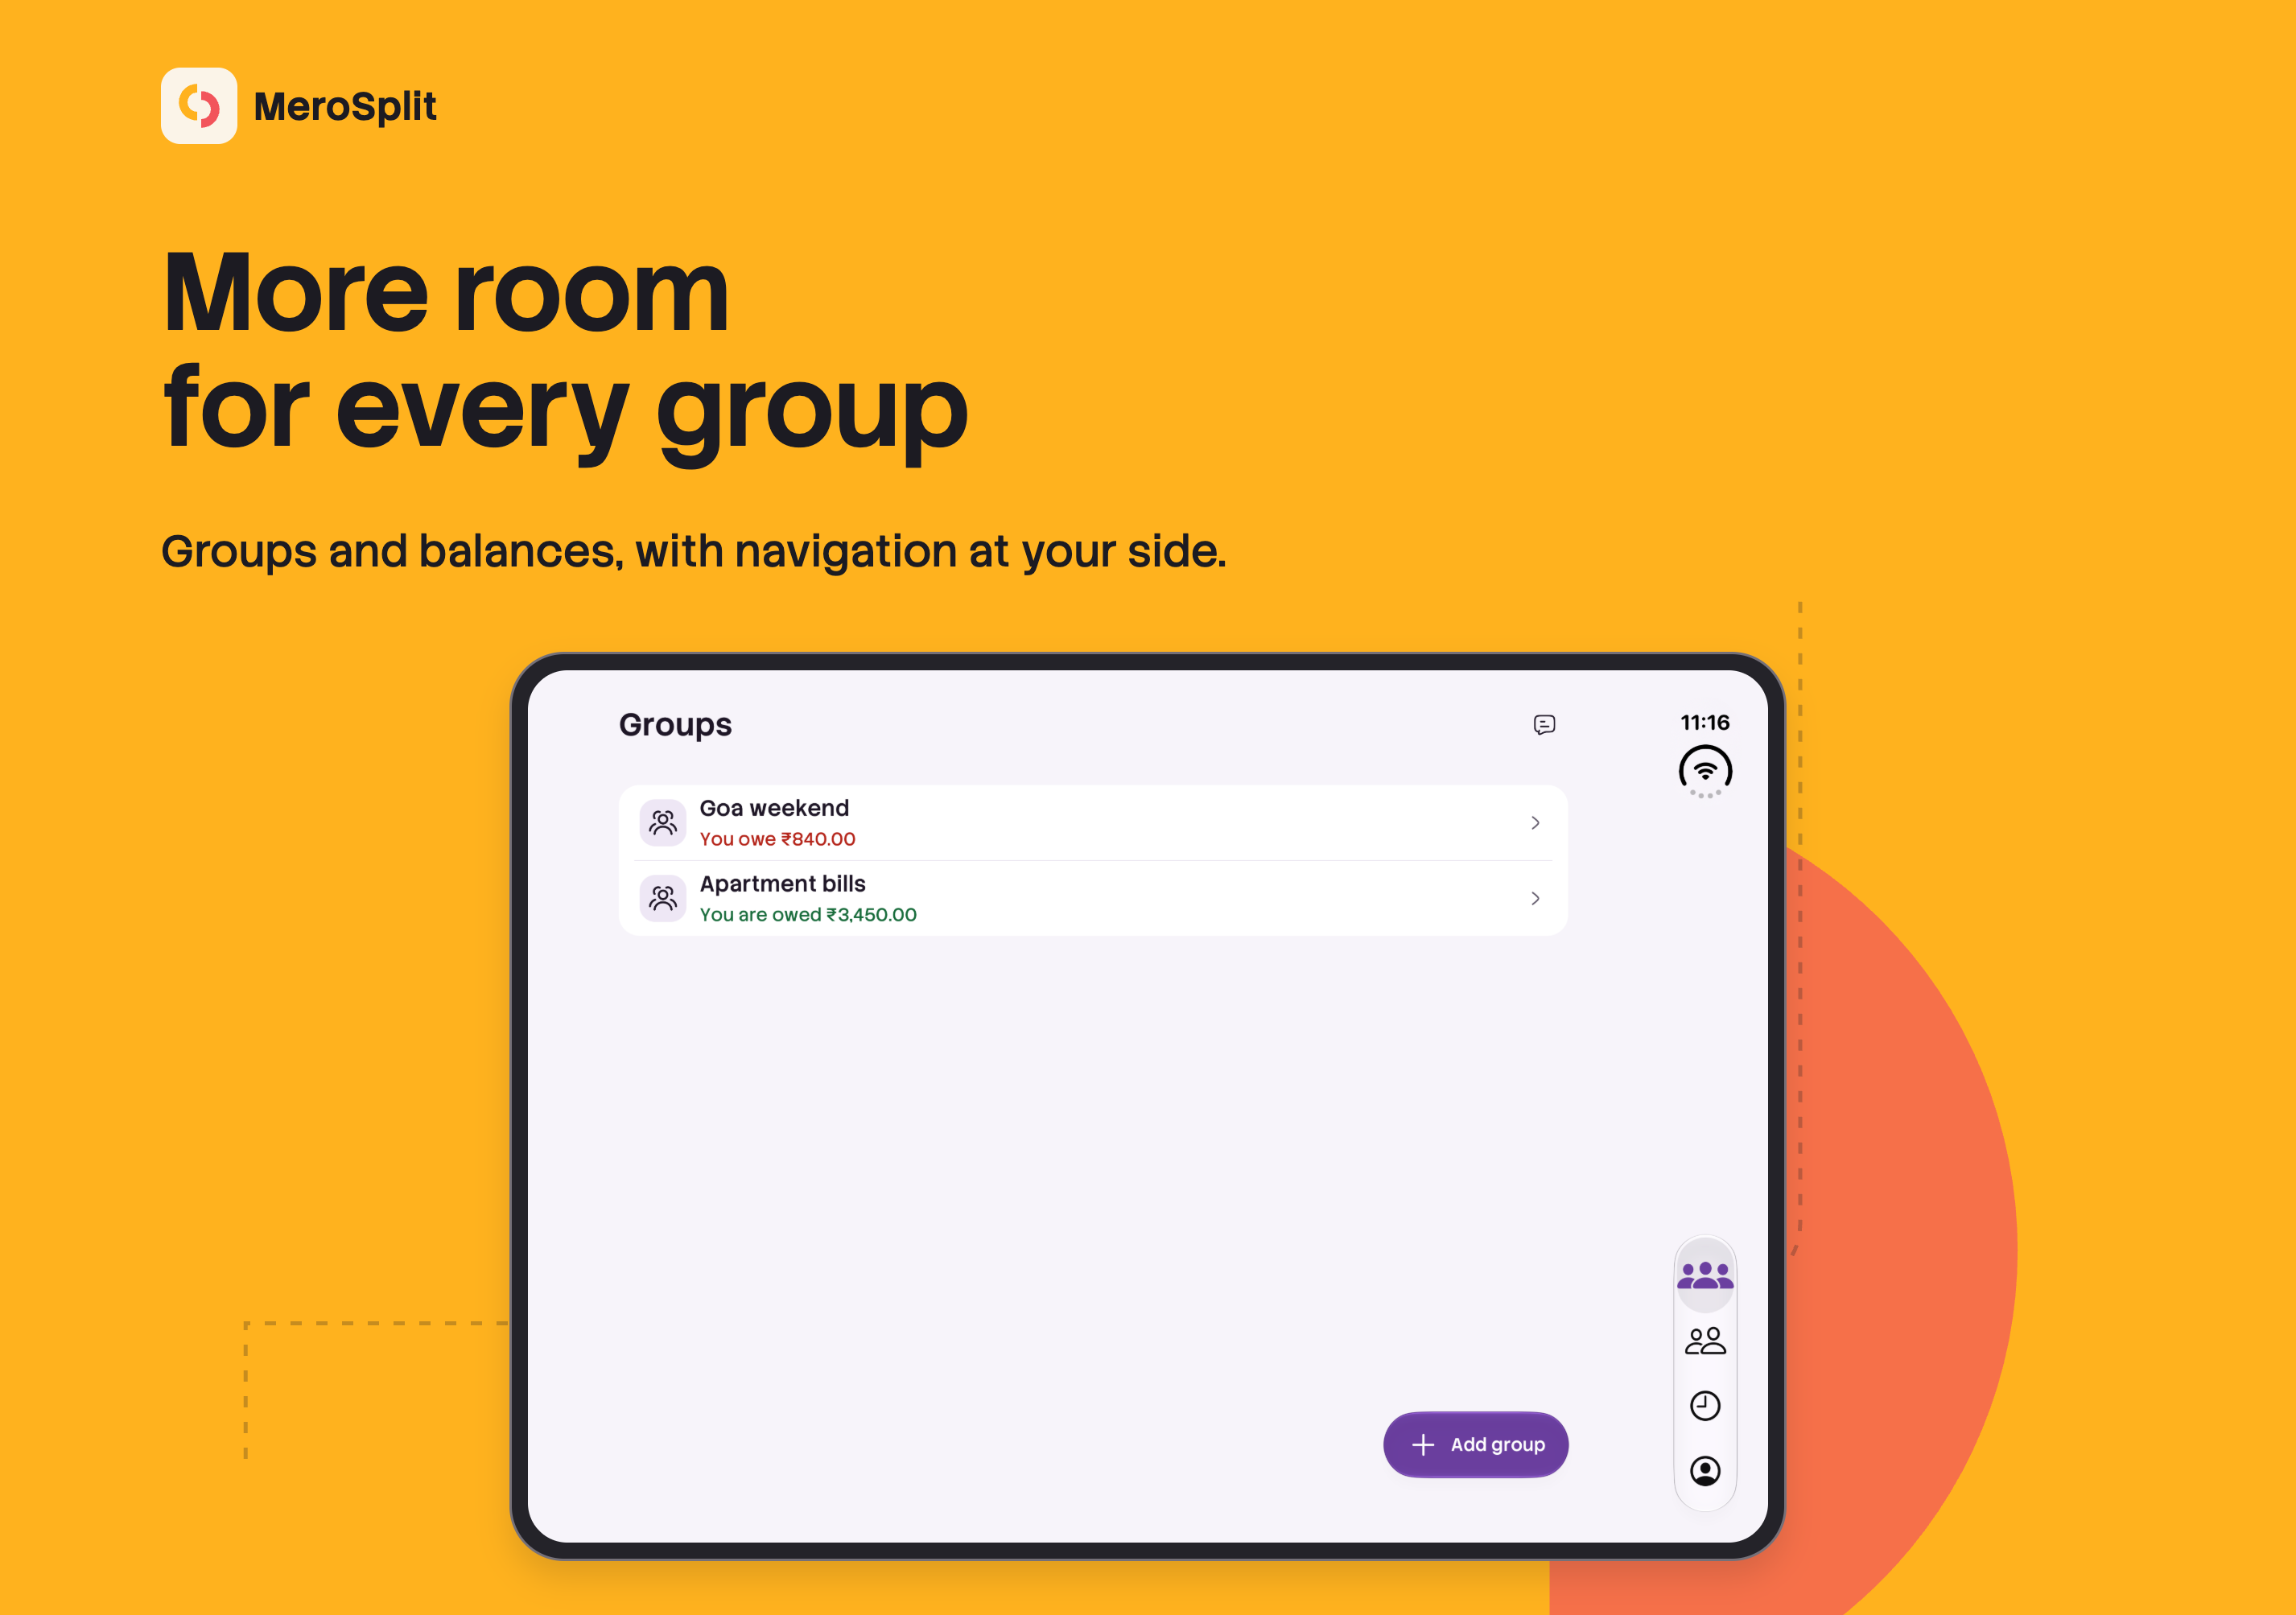 MeroSplit
More room
for every group
Groups and balances, with navigation at your side.
Groups
11:16
Goa weekend
You owe ₹840.00
Apartment bills
You are owed ₹3,450.00
Add group